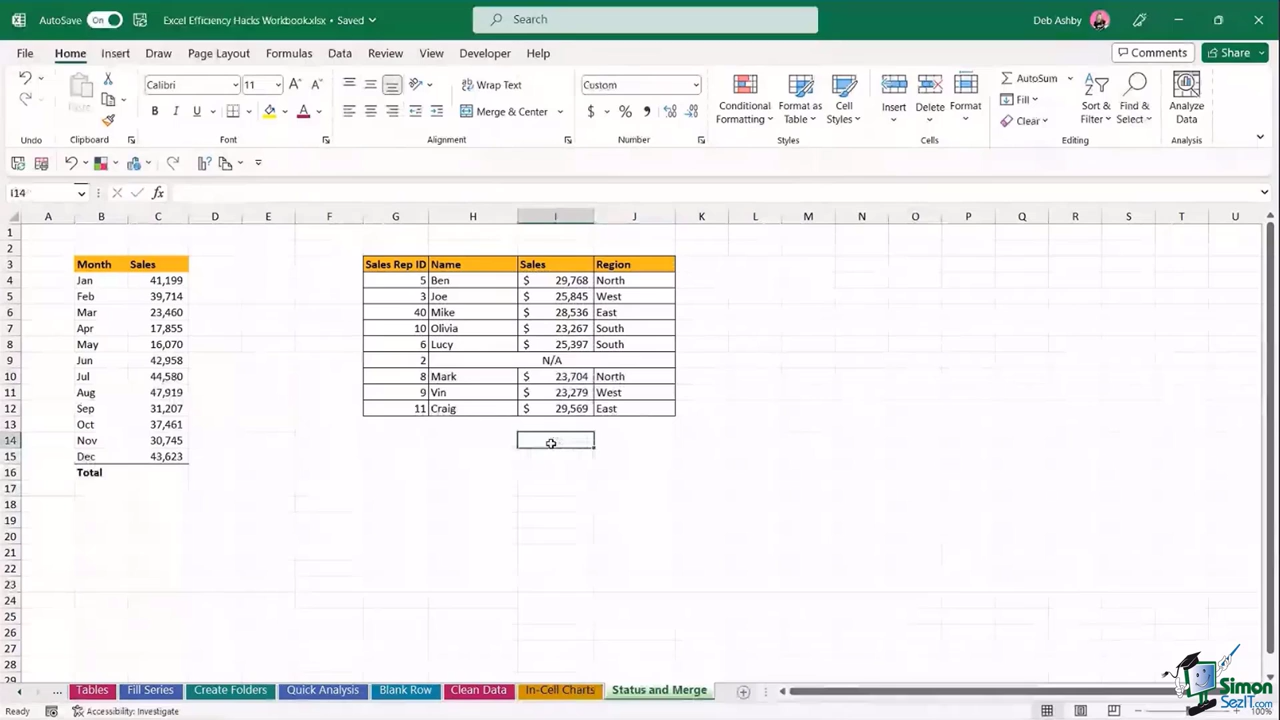 AutoSave On Excel Efficiency Hacks Workbook.xlsx • Saved Search Deb Ashby
File Home Insert Draw Page Layout Formulas Data Review View Developer Help Comments Share
Calibri 11 Wrap Text Custom AutoSum
Paste B I U Merge & Center $ % Conditional Formatting Format as Table Cell Styles Insert Delete Format Fill Clear Sort & Filter Find & Select Analyze Data
Undo Clipboard Font Alignment Number Styles Cells Editing Analysis
I14 fx
A B C D E F G H I J K L M N O P Q R S T U
1
2
3 Month Sales Sales Rep ID Name Sales Region
4 Jan 41,199 5 Ben $ 29,768 North
5 Feb 39,714 3 Joe $ 25,845 West
6 Mar 23,460 40 Mike $ 28,536 East
7 Apr 17,855 10 Olivia $ 23,267 South
8 May 16,070 6 Lucy $ 25,397 South
9 Jun 42,958 2 N/A
10 Jul 44,580 8 Mark $ 23,704 North
11 Aug 47,919 9 Vin $ 23,279 West
12 Sep 31,207 11 Craig $ 29,569 East
13 Oct 37,461
14 Nov 30,745
15 Dec 43,623
16 Total
17
18
19
20
21
22
23
24
25
26
27
28
29
... Tables Fill Series Create Folders Quick Analysis Blank Row Clean Data In-Cell Charts Status and Merge
Ready Accessibility: Investigate 100%
Simon
SezIT.com